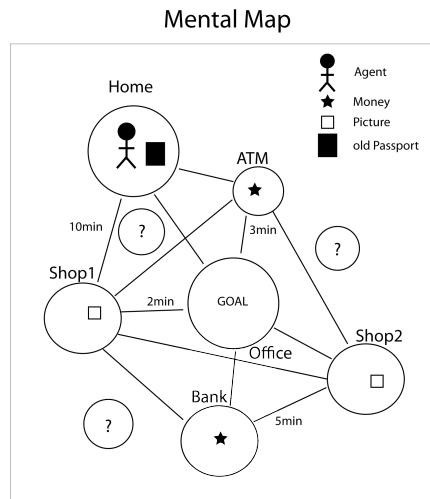 Mental Map
Agent
Money
Picture
old Passport
Home
ATM
10min
?
3min
?
Shop1
2min
GOAL
Shop2
Office
Bank
?
5min